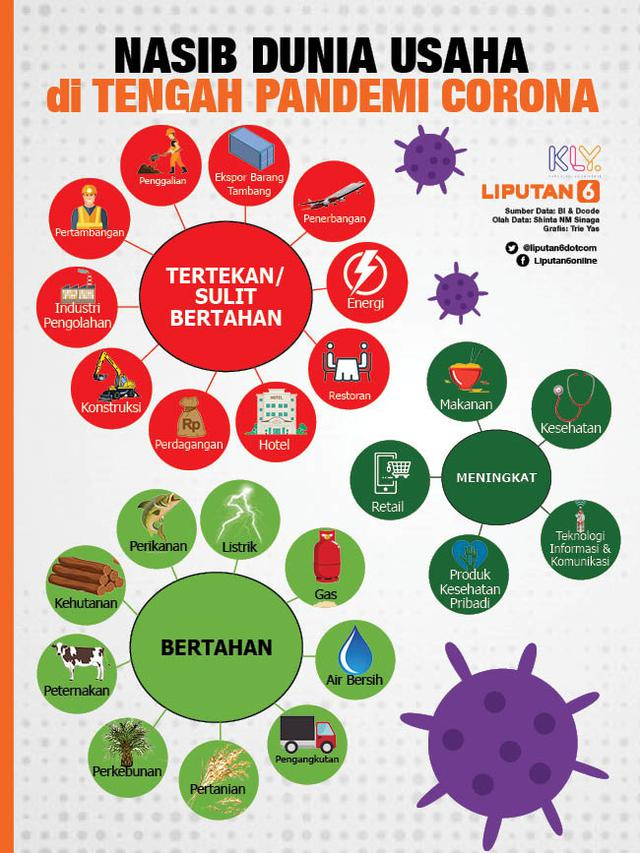 NASIB DUNIA USAHA
di TENGAH PANDEMI CORONA
KLY.
LIPUTAN 6
Sumber Data: BI & Dcode
Olah Data: Shinta NM Sinaga
Grafis: Trie Yas
@liputan6dotcom
Liputan6online
TERTEKAN/
SULIT
BERTAHAN
Penggalian
Ekspor Barang
Tambang
Penerbangan
Energi
Restoran
HOTEL
Hotel
Rp
Perdagangan
Konstruksi
Industri
Pengolahan
Pertambangan
MENINGKAT
Makanan
Kesehatan
Teknologi
Informasi &
Komunikasi
Produk
Kesehatan
Pribadi
Retail
BERTAHAN
Perikanan
Listrik
Gas
Air Bersih
Pengangkutan
Pertanian
Perkebunan
Peternakan
Kehutanan